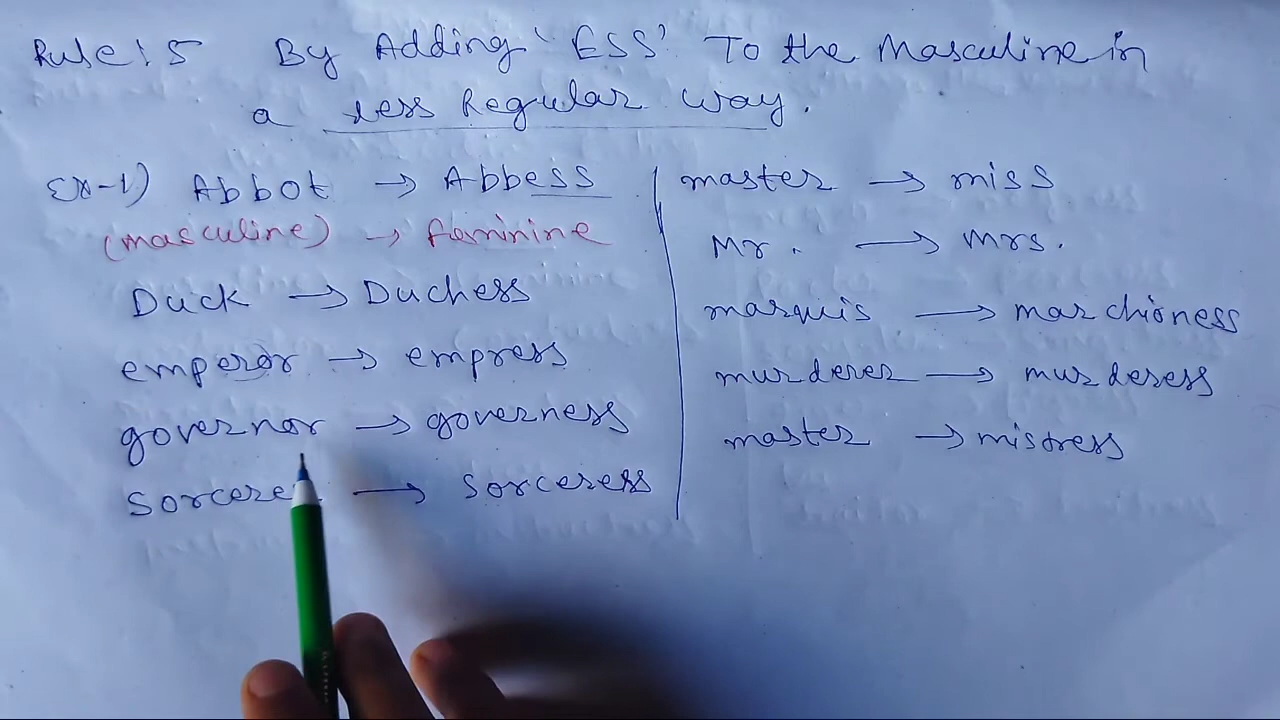 Rule:5 By Adding 'ESS' To the Masculine in
a less Regular way.
Ex-1) Abbot → Abbess
(masculine) → feminine
Duck → Duchess
emperor → empress
governor → governess
Sorcerer → Sorceress
master → miss
Mr. → Mrs.
marquis → marchioness
murderer → murderess
master → mistress